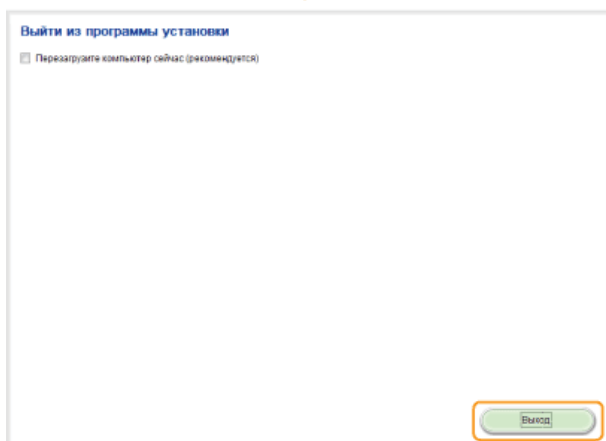 Выйти из программы установки
Перезагрузите компьютер сейчас (рекомендуется)
Выход